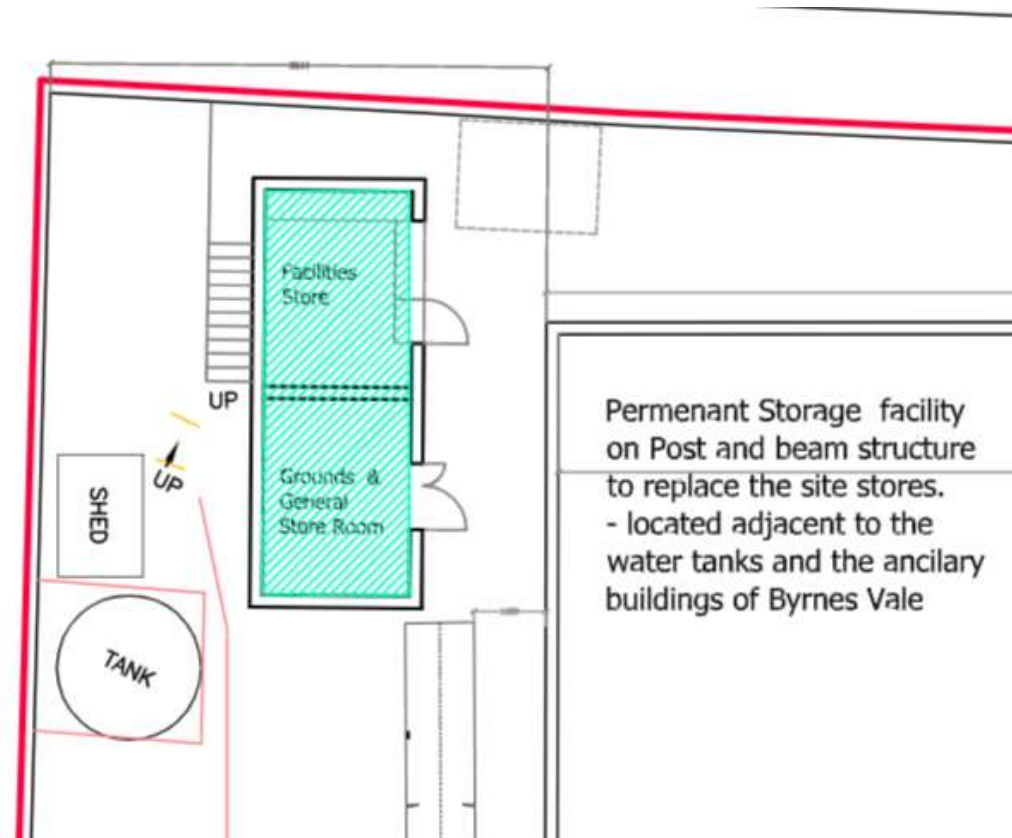 Facilities
Store
UP
UP
SHED
Grounds &
General
Store Room
TANK
Permenant Storage facility
on Post and beam structure
to replace the site stores.
- located adjacent to the
water tanks and the ancilary
buildings of Byrnes Vale